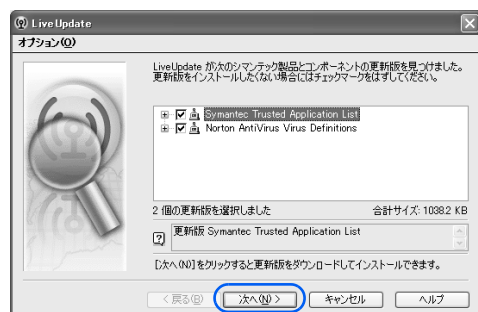 LiveUpdate
オプション(O)
LiveUpdate が次のシマンテック製品とコンポーネントの更新版を見つけました。
更新版をインストールしたくない場合にはチェックマークをはずしてください。
Symantec Trusted Application List
Norton AntiVirus Virus Definitions
2 個の更新版を選択しました 合計サイズ: 1038.2 KB
更新版 Symantec Trusted Application List
[次へ(N)]をクリックすると更新版をダウンロードしてインストールできます。
< 戻る(B) 次へ(N) > キャンセル ヘルプ